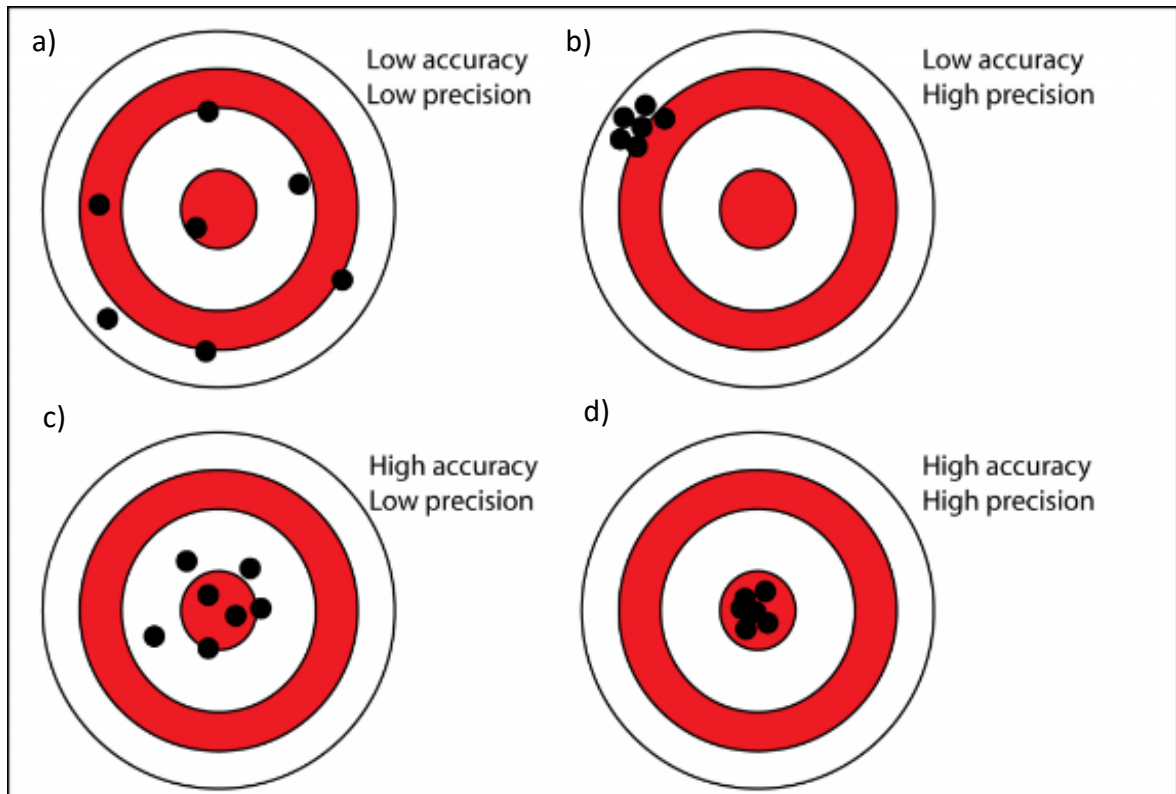 a)
Low accuracy
Low precision
b)
Low accuracy
High precision
c)
High accuracy
Low precision
d)
High accuracy
High precision